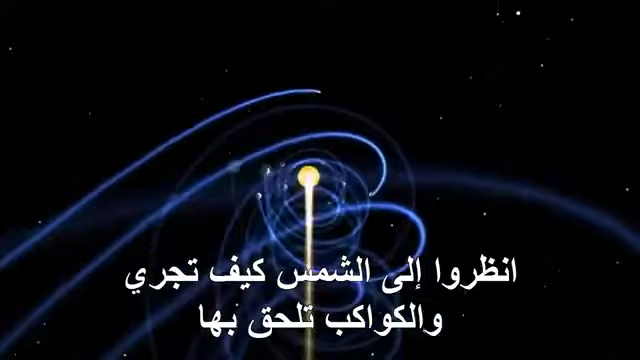 انظروا إلى الشمس كيف تجري
والكواكب تلحق بها